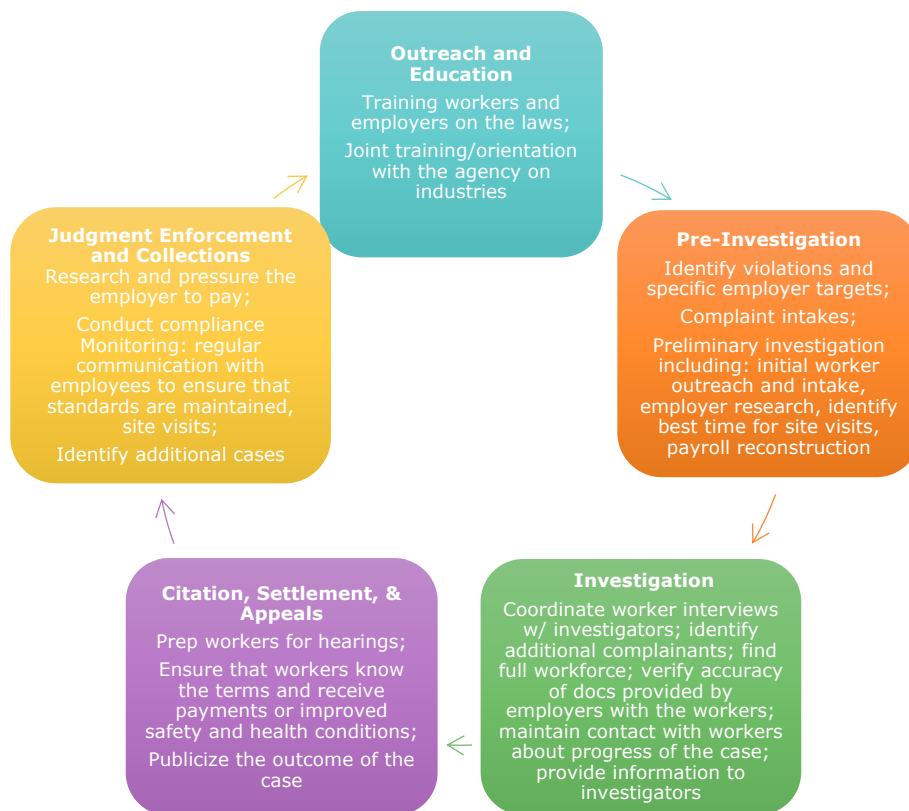 Outreach and
Education
Training workers and
employers on the laws;
Joint training/orientation
with the agency on
industries
Pre-Investigation
Identify violations and
specific employer targets;
Complaint intakes;
Preliminary investigation
including: initial worker
outreach and intake,
employer research, identify
best time for site visits,
payroll reconstruction
Investigation
Coordinate worker interviews
w/ investigators; identify
additional complainants; find
full workforce; verify accuracy
of docs provided by
employers with the workers;
maintain contact with workers
about progress of the case;
provide information to
investigators
Citation, Settlement, &
Appeals
Prep workers for hearings;
Ensure that workers know
the terms and receive
payments or improved
safety and health conditions;
Publicize the outcome of the
case
Judgment Enforcement
and Collections
Research and pressure the
employer to pay;
Conduct compliance
Monitoring: regular
communication with
employees to ensure that
standards are maintained,
site visits;
Identify additional cases